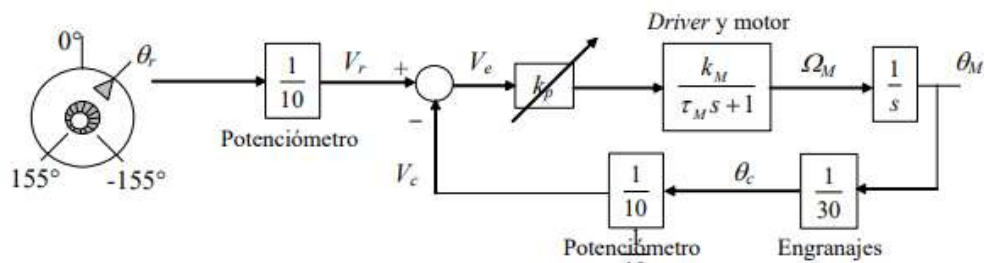 Driver y motor
0°
θr
1/10
Vr
+
Ve
kp
kM/(τM s+1)
ΩM
1/s
θM
−
Potenciómetro
155°
-155°
Vc
1/10
θc
1/30
Potenciómetro
Engranajes